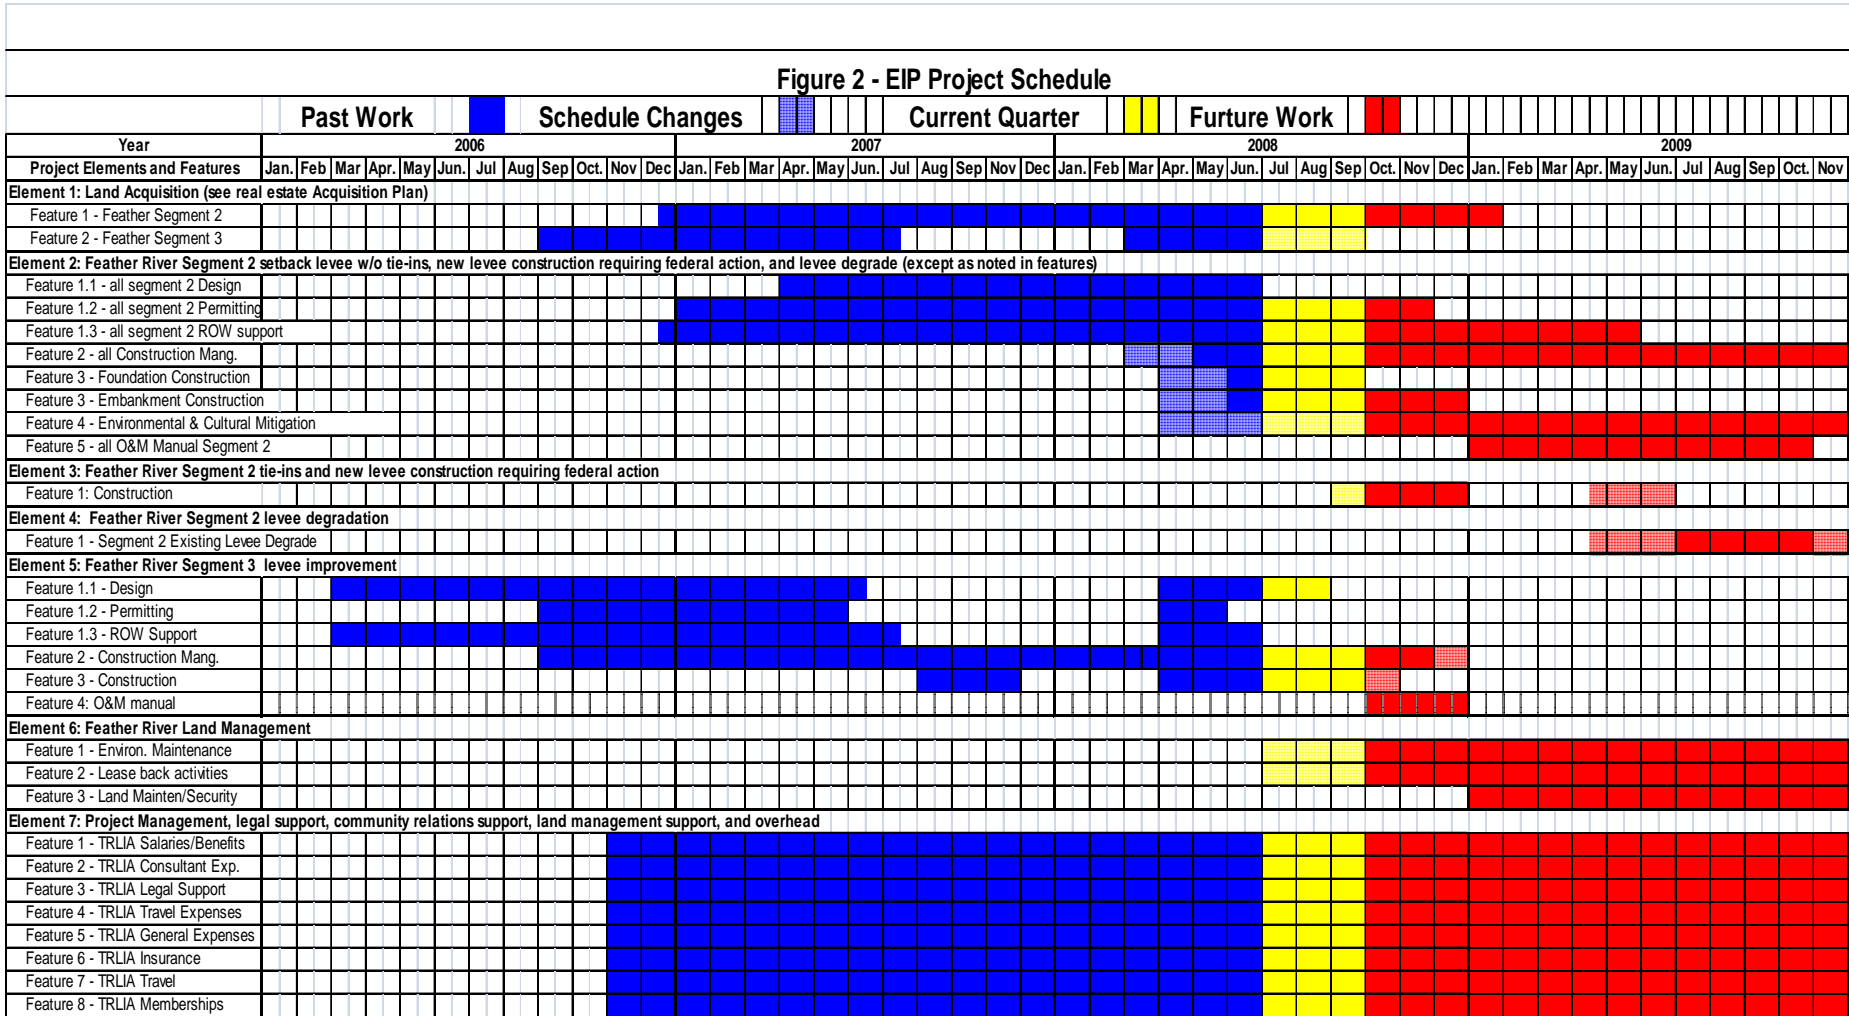 Figure 2 - EIP Project Schedule
Past Work Schedule Changes Current Quarter Furture Work
Year 2006 2007 2008 2009
Project Elements and Features Jan. Feb Mar Apr. May Jun. Jul Aug Sep Oct. Nov Dec Jan. Feb Mar Apr. May Jun. Jul Aug Sep Nov Dec Jan. Feb Mar Apr. May Jun. Jul Aug Sep Oct. Nov Dec Jan. Feb Mar Apr. May Jun. Jul Aug Sep Oct. Nov
Element 1: Land Acquisition (see real estate Acquisition Plan)
Feature 1 - Feather Segment 2
Feature 2 - Feather Segment 3
Element 2: Feather River Segment 2 setback levee w/o tie-ins, new levee construction requiring federal action, and levee degrade (except as noted in features)
Feature 1.1 - all segment 2 Design
Feature 1.2 - all segment 2 Permitting
Feature 1.3 - all segment 2 ROW support
Feature 2 - all Construction Mang.
Feature 3 - Foundation Construction
Feature 3 - Embankment Construction
Feature 4 - Environmental & Cultural Mitigation
Feature 5 - all O&M Manual Segment 2
Element 3: Feather River Segment 2 tie-ins and new levee construction requiring federal action
Feature 1: Construction
Element 4: Feather River Segment 2 levee degradation
Feature 1 - Segment 2 Existing Levee Degrade
Element 5: Feather River Segment 3 levee improvement
Feature 1.1 - Design
Feature 1.2 - Permitting
Feature 1.3 - ROW Support
Feature 2 - Construction Mang.
Feature 3 - Construction
Feature 4: O&M manual
Element 6: Feather River Land Management
Feature 1 - Environ. Maintenance
Feature 2 - Lease back activities
Feature 3 - Land Mainten/Security
Element 7: Project Management, legal support, community relations support, land management support, and overhead
Feature 1 - TRLIA Salaries/Benefits
Feature 2 - TRLIA Consultant Exp.
Feature 3 - TRLIA Legal Support
Feature 4 - TRLIA Travel Expenses
Feature 5 - TRLIA General Expenses
Feature 6 - TRLIA Insurance
Feature 7 - TRLIA Travel
Feature 8 - TRLIA Memberships